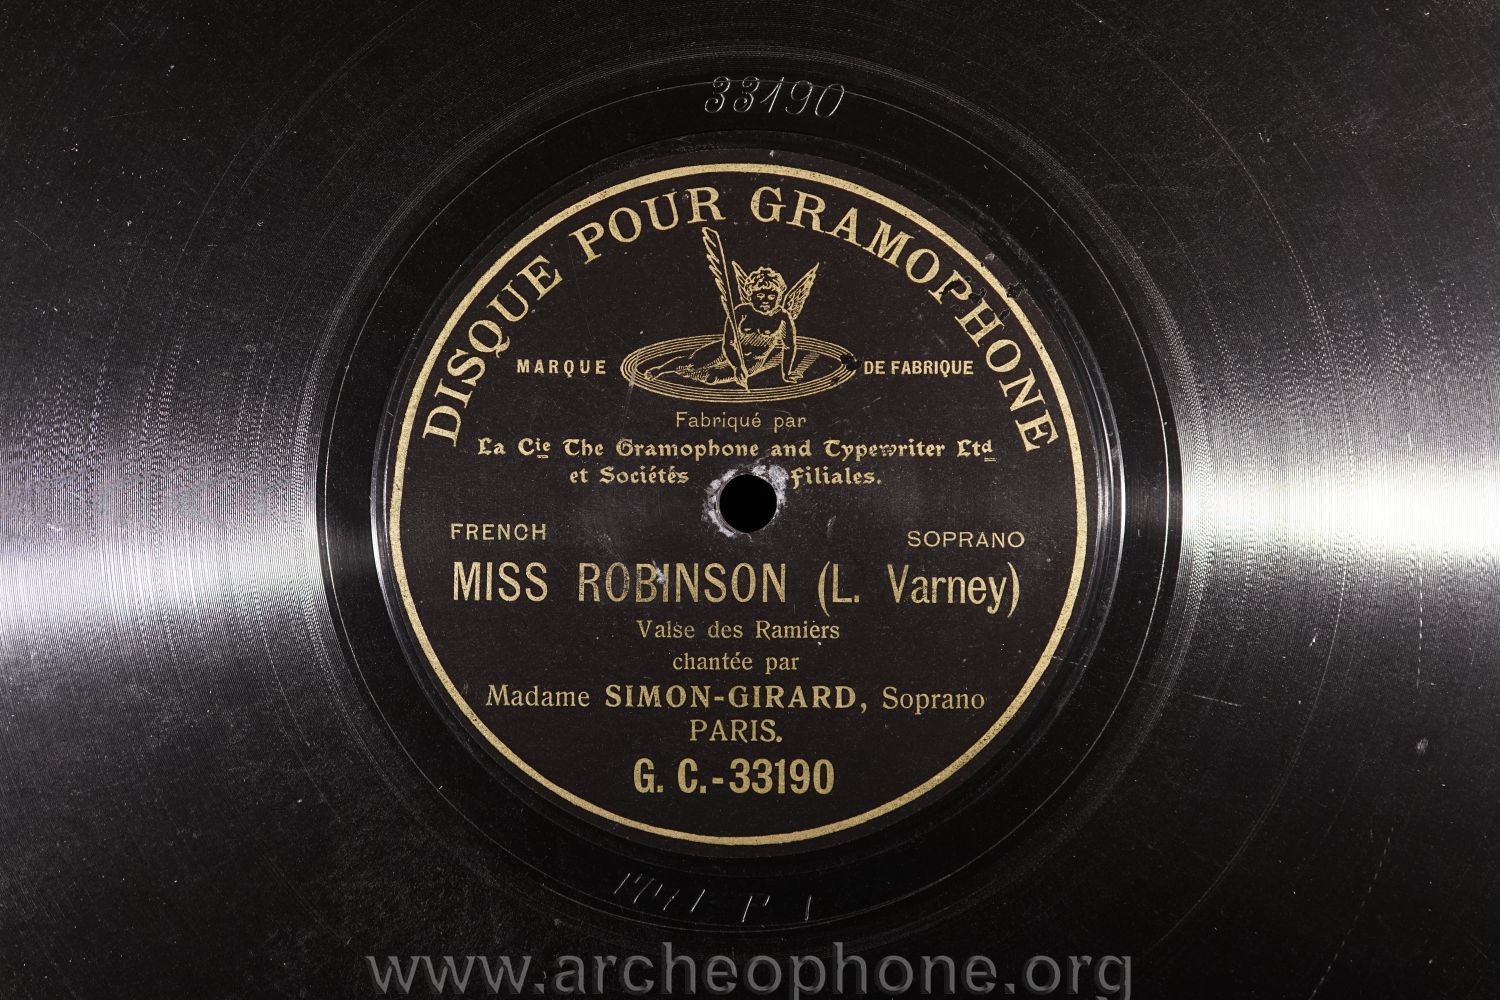 33190
DISQUE POUR GRAMOPHONE
MARQUE DE FABRIQUE
Fabriqué par
La Cie The Gramophone and Typewriter Ltd
et Sociétés Filiales.
FRENCH SOPRANO
MISS ROBINSON (L. Varney)
Valse des Ramiers
chantée par
Madame SIMON-GIRARD, Soprano
PARIS.
G. C.-33190
www.archeophone.org